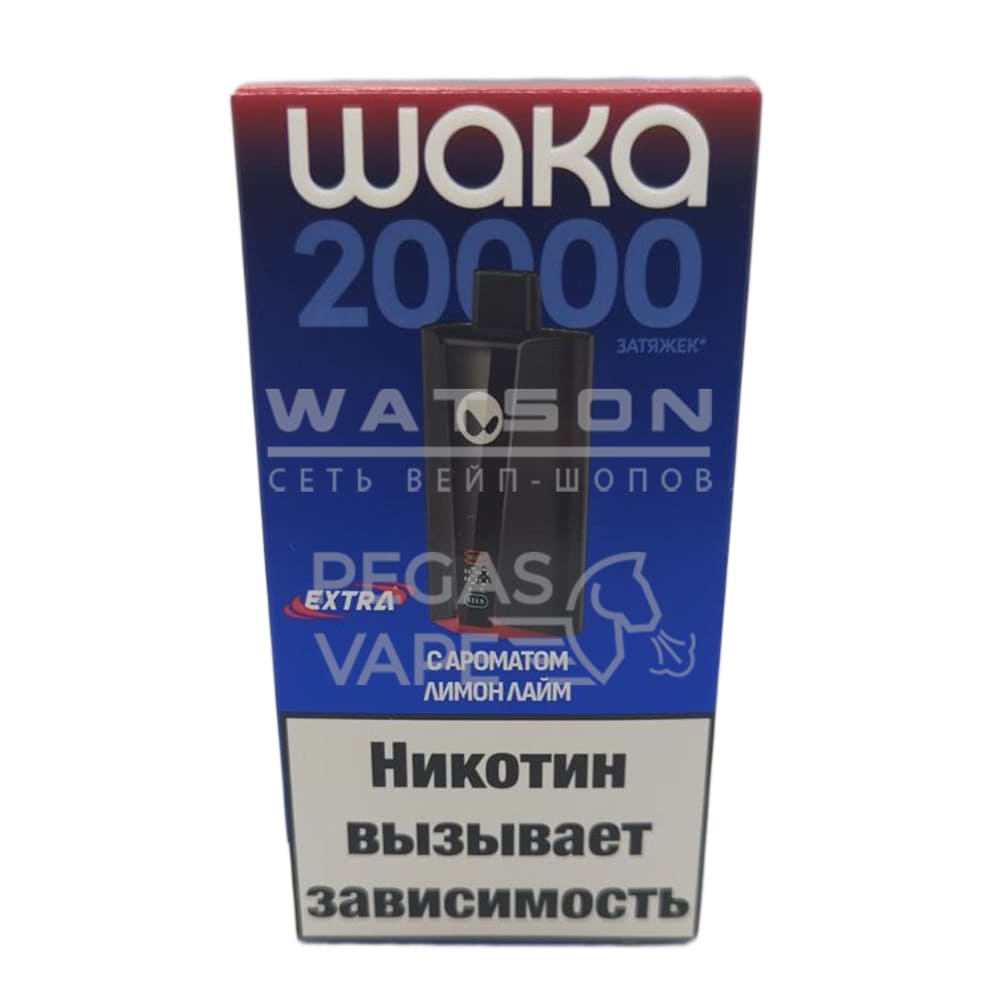 waka
20000
ЗАТЯЖЕК*
WATSON
СЕТЬ ВЕЙП-ШОПОВ
PEGAS
VAPE
EXTRA
С АРОМАТОМ
ЛИМОН ЛАЙМ
Никотин
вызывает
зависимость